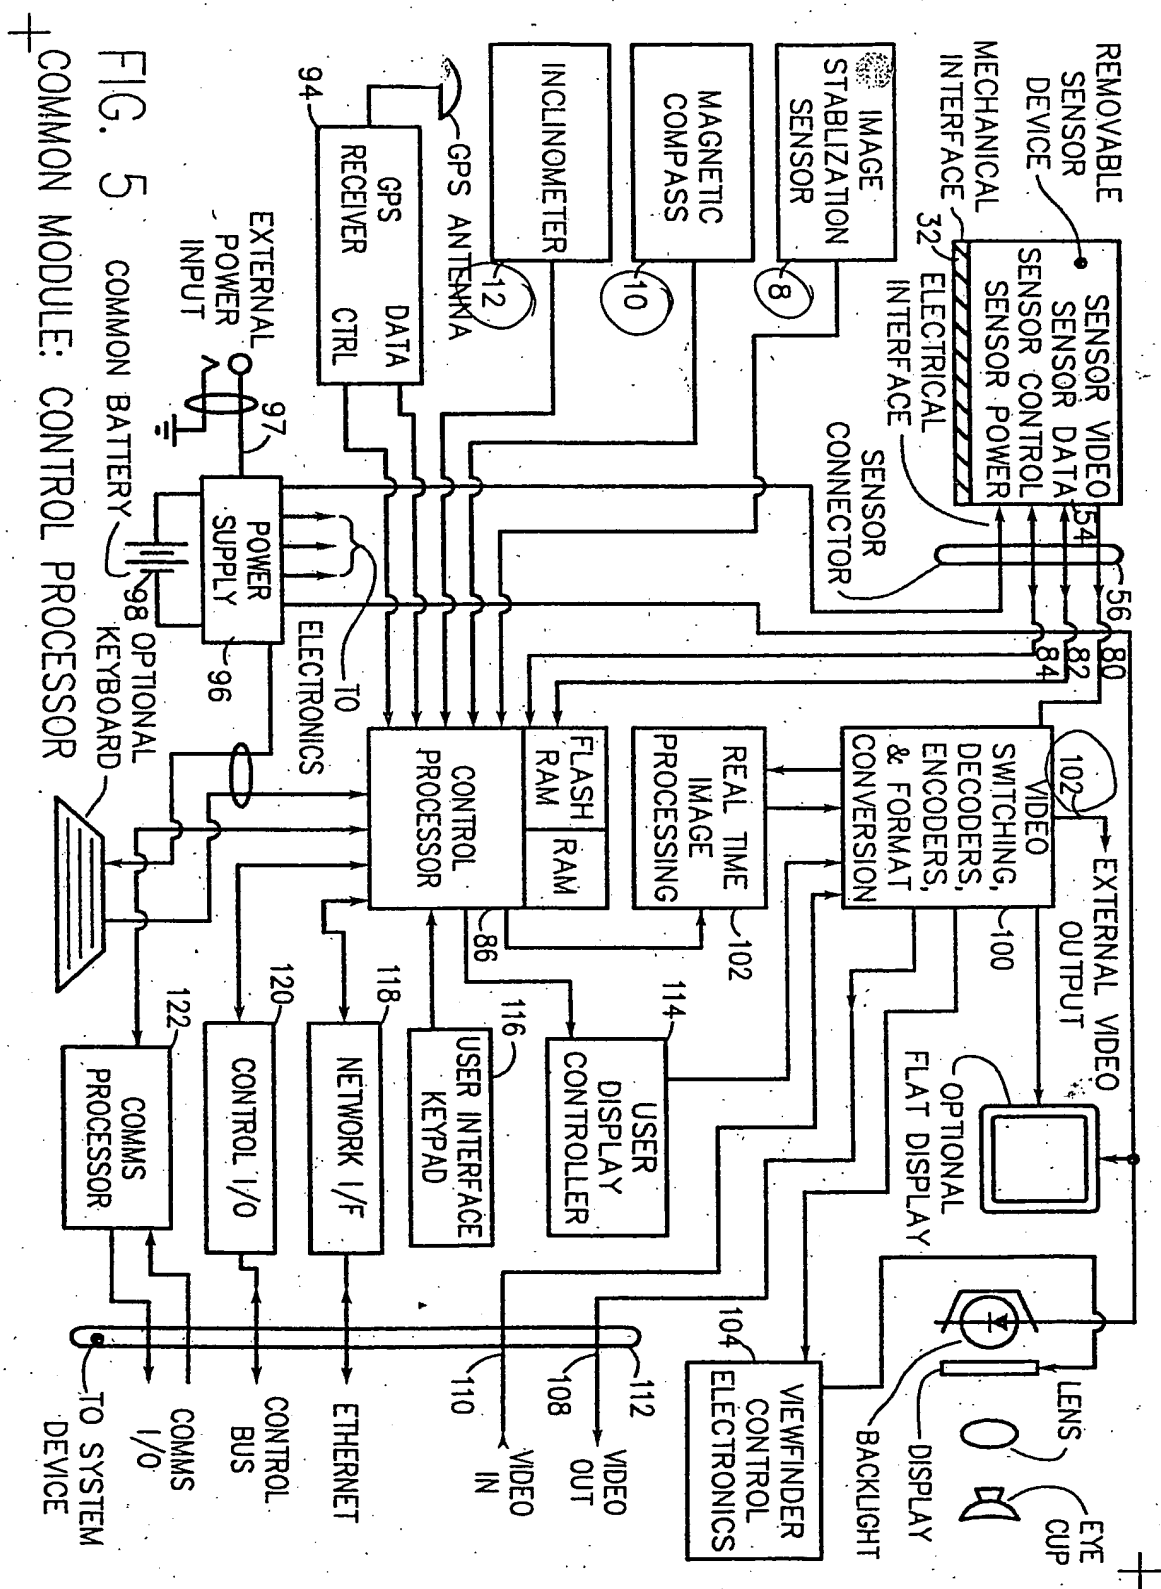 REMOVABLE
SENSOR
DEVICE
MECHANICAL
INTERFACE
32
SENSOR VIDEO
SENSOR DATA
SENSOR CONTROL
SENSOR POWER
54
ELECTRICAL
INTERFACE
SENSOR
CONNECTOR
56
80
82
84
VIDEO
SWITCHING,
DECODERS,
ENCODERS,
& FORMAT
CONVERSION
102
100
EXTERNAL VIDEO
OUTPUT
OPTIONAL
FLAT DISPLAY
LENS
EYE
CUP
DISPLAY
BACKLIGHT
IMAGE
STABLIZATION
SENSOR
8
MAGNETIC
COMPASS
10
INCLINOMETER
12
REAL TIME
IMAGE
PROCESSING
102
VIEWFINDER
CONTROL
ELECTRONICS
104
FLASH
RAM
RAM
CONTROL
PROCESSOR
86
USER
DISPLAY
CONTROLLER
114
USER INTERFACE
KEYPAD
116
GPS ANTENNA
GPS
RECEIVER
DATA
CTRL
94
NETWORK I/F
118
CONTROL I/O
120
COMMS
PROCESSOR
122
112
108
110
VIDEO
OUT
VIDEO
IN
ETHERNET
CONTROL
BUS
COMMS
I/O
TO SYSTEM
DEVICE
EXTERNAL
POWER
INPUT
97
POWER
SUPPLY
96
TO
ELECTRONICS
COMMON BATTERY
98
OPTIONAL
KEYBOARD
FIG. 5
COMMON MODULE: CONTROL PROCESSOR